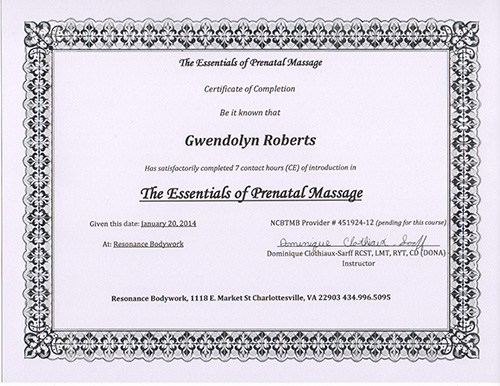 The Essentials of Prenatal Massage
Certificate of Completion
Be it known that
Gwendolyn Roberts
Has satisfactorily completed 7 contact hours (CE) of introduction in
The Essentials of Prenatal Massage
Given this date: January 20, 2014
NCBTMB Provider # 451924-12 (pending for this course)
At: Resonance Bodywork
Dominique Clothiaux-Sarff
Dominique Clothiaux-Sarff RCST, LMT, RYT, CD (DONA)
Instructor
Resonance Bodywork, 1118 E. Market St Charlottesville, VA 22903 434.996.5095